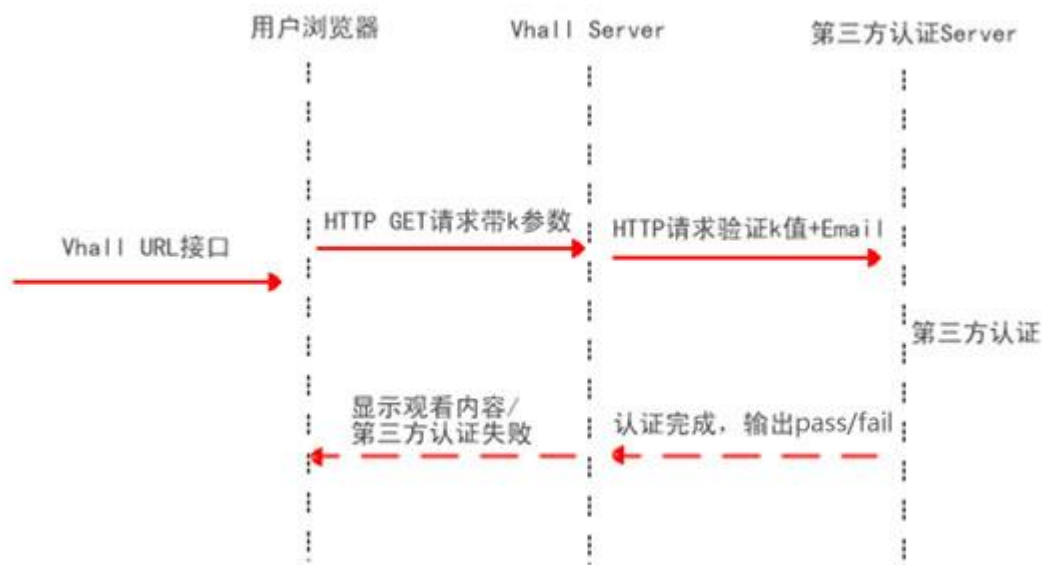 用户浏览器
Vhall Server
第三方认证Server
HTTP GET请求带k参数
HTTP请求验证k值+Email
Vhall URL接口
第三方认证
显示观看内容/
第三方认证失败
认证完成，输出pass/fail